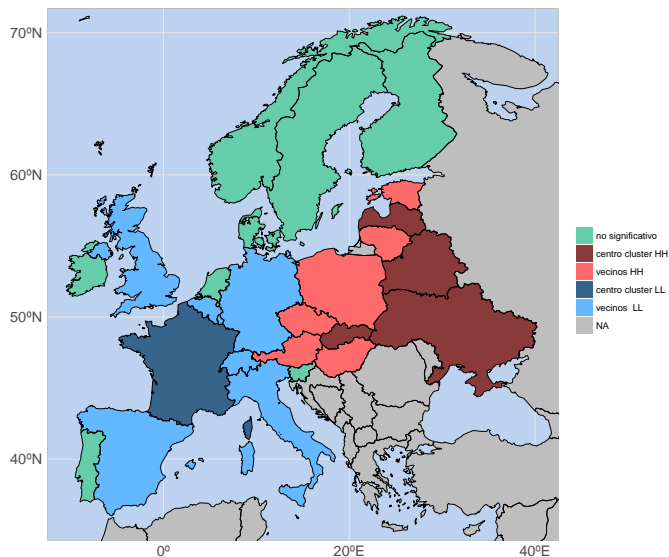 70ºN
60ºN
50ºN
40ºN
0º
20ºE
40ºE
no significativo
centro cluster HH
vecinos HH
centro cluster LL
vecinos  LL
NA